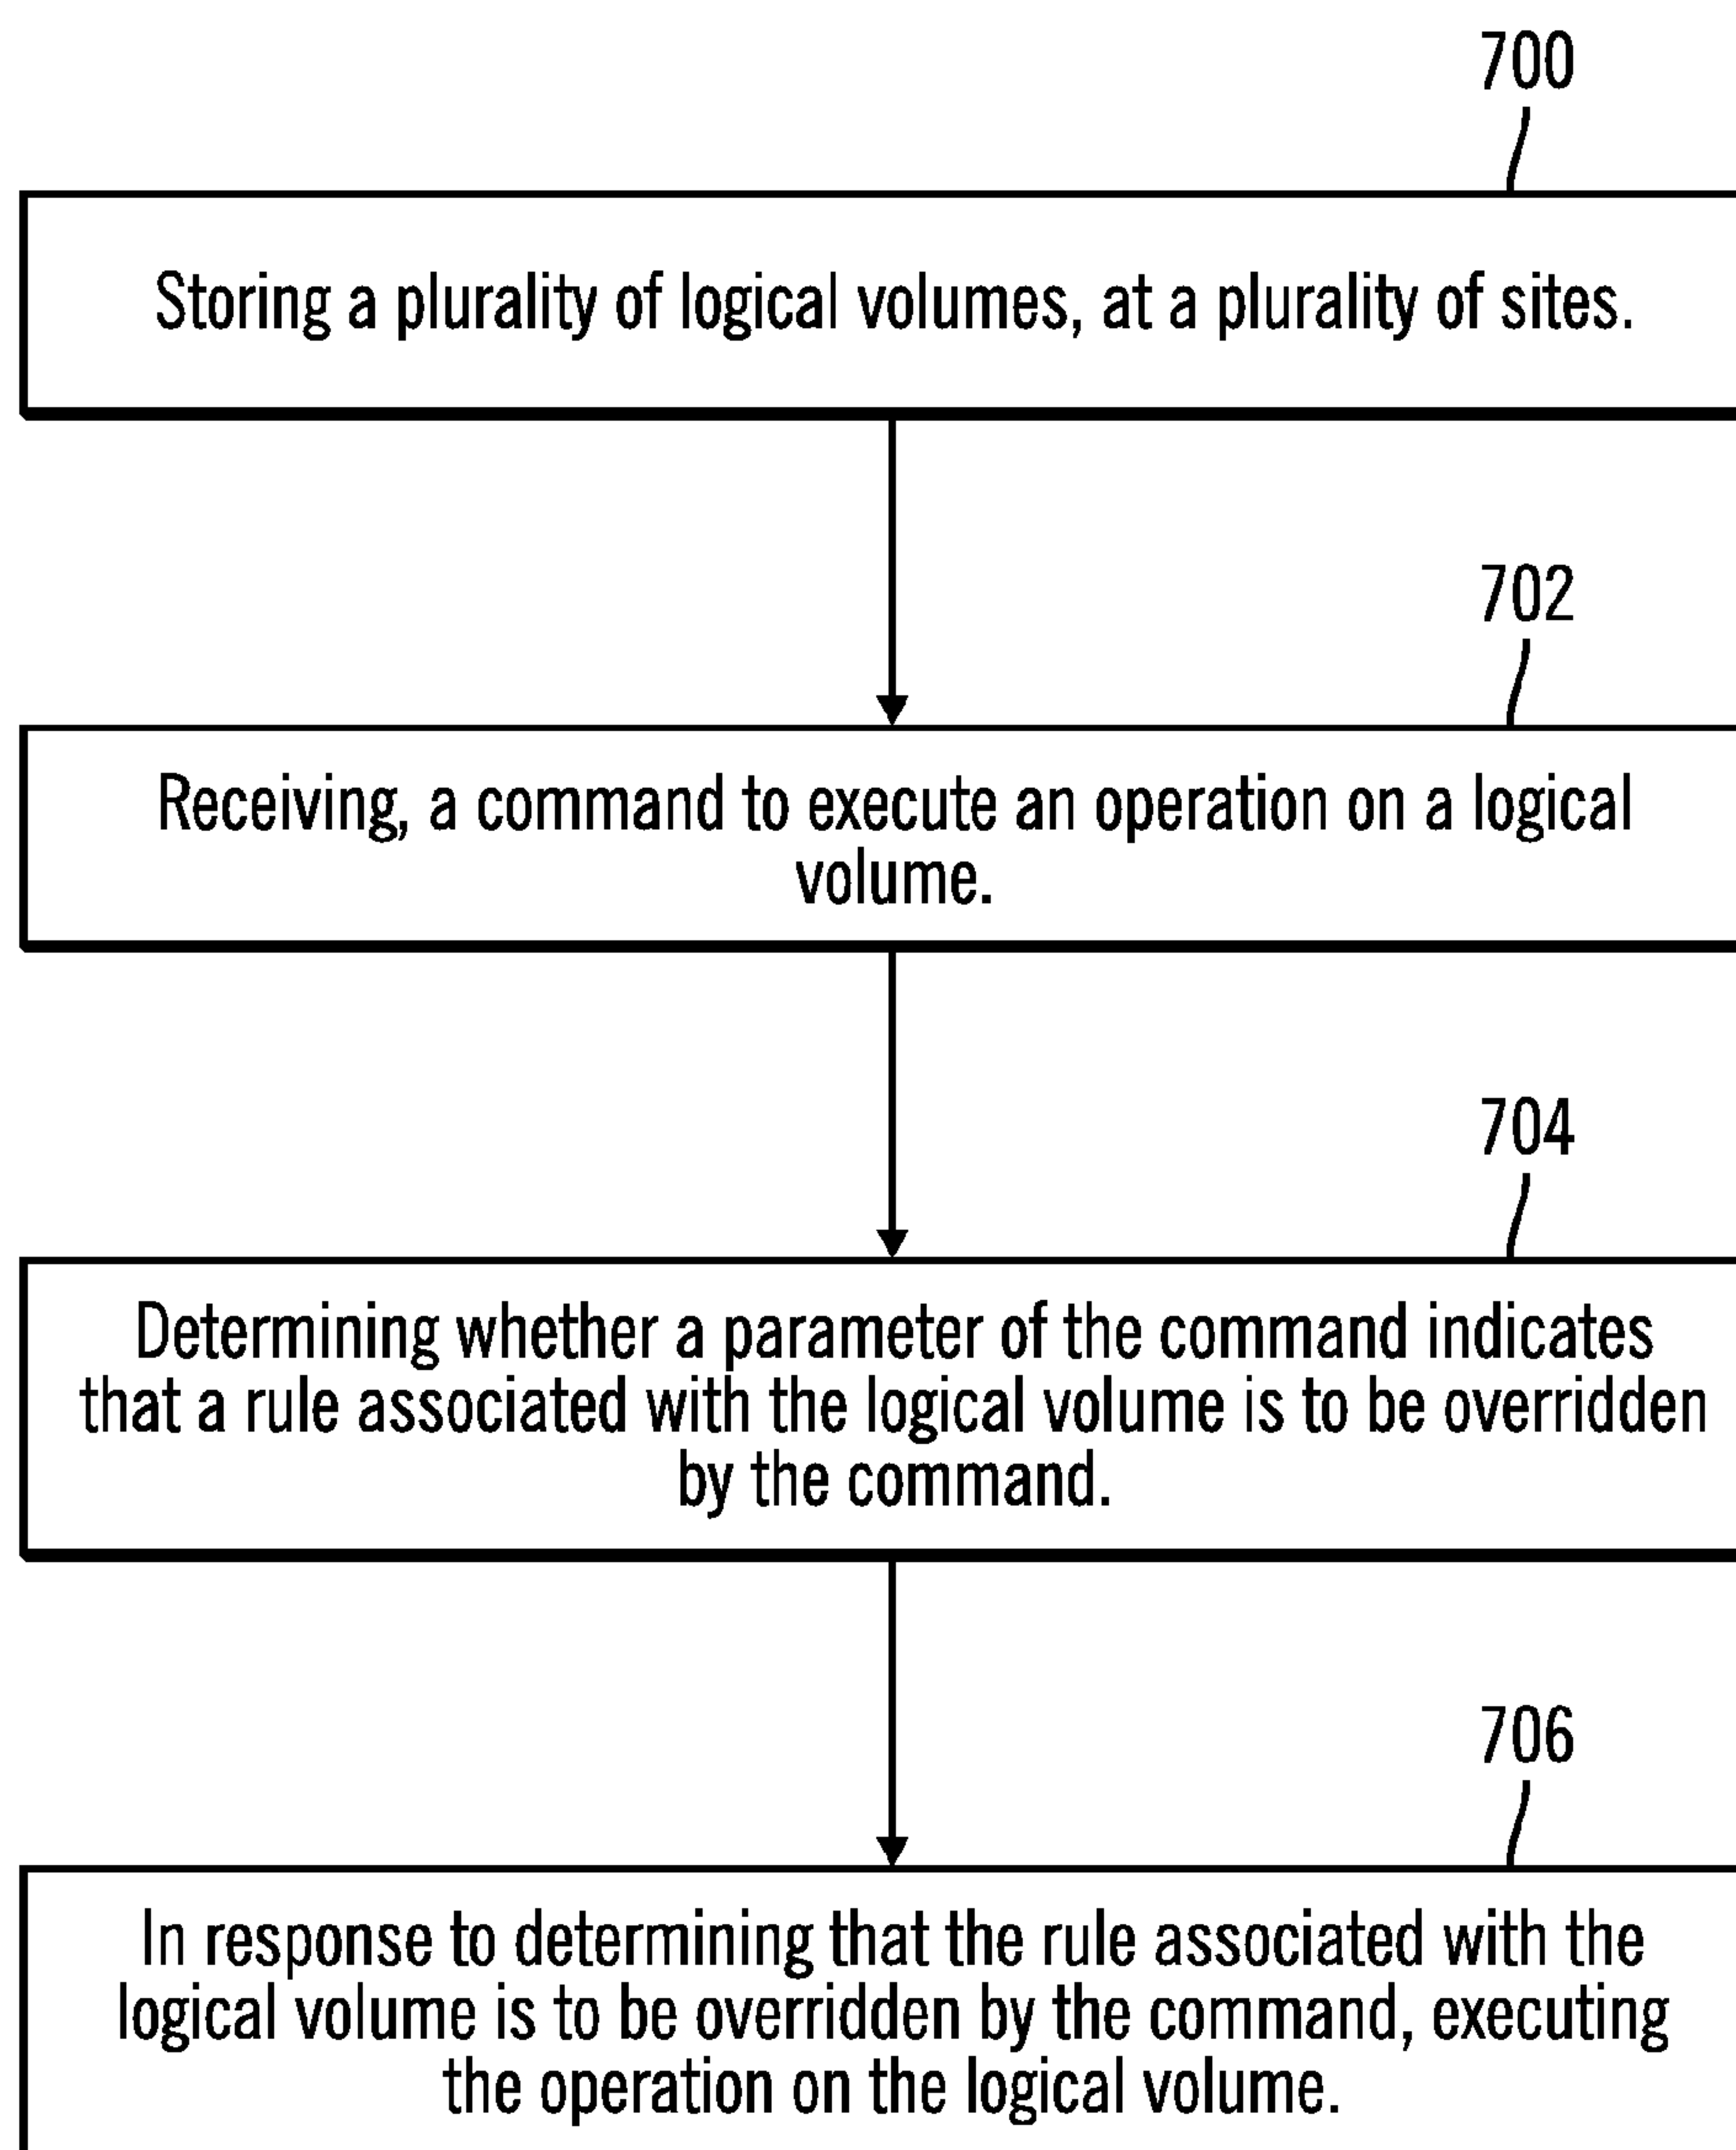 700
Storing a plurality of logical volumes, at a plurality of sites.
702
Receiving, a command to execute an operation on a logical
volume.
704
Determining whether a parameter of the command indicates
that a rule associated with the logical volume is to be overridden
by the command.
706
In response to determining that the rule associated with the
logical volume is to be overridden by the command, executing
the operation on the logical volume.